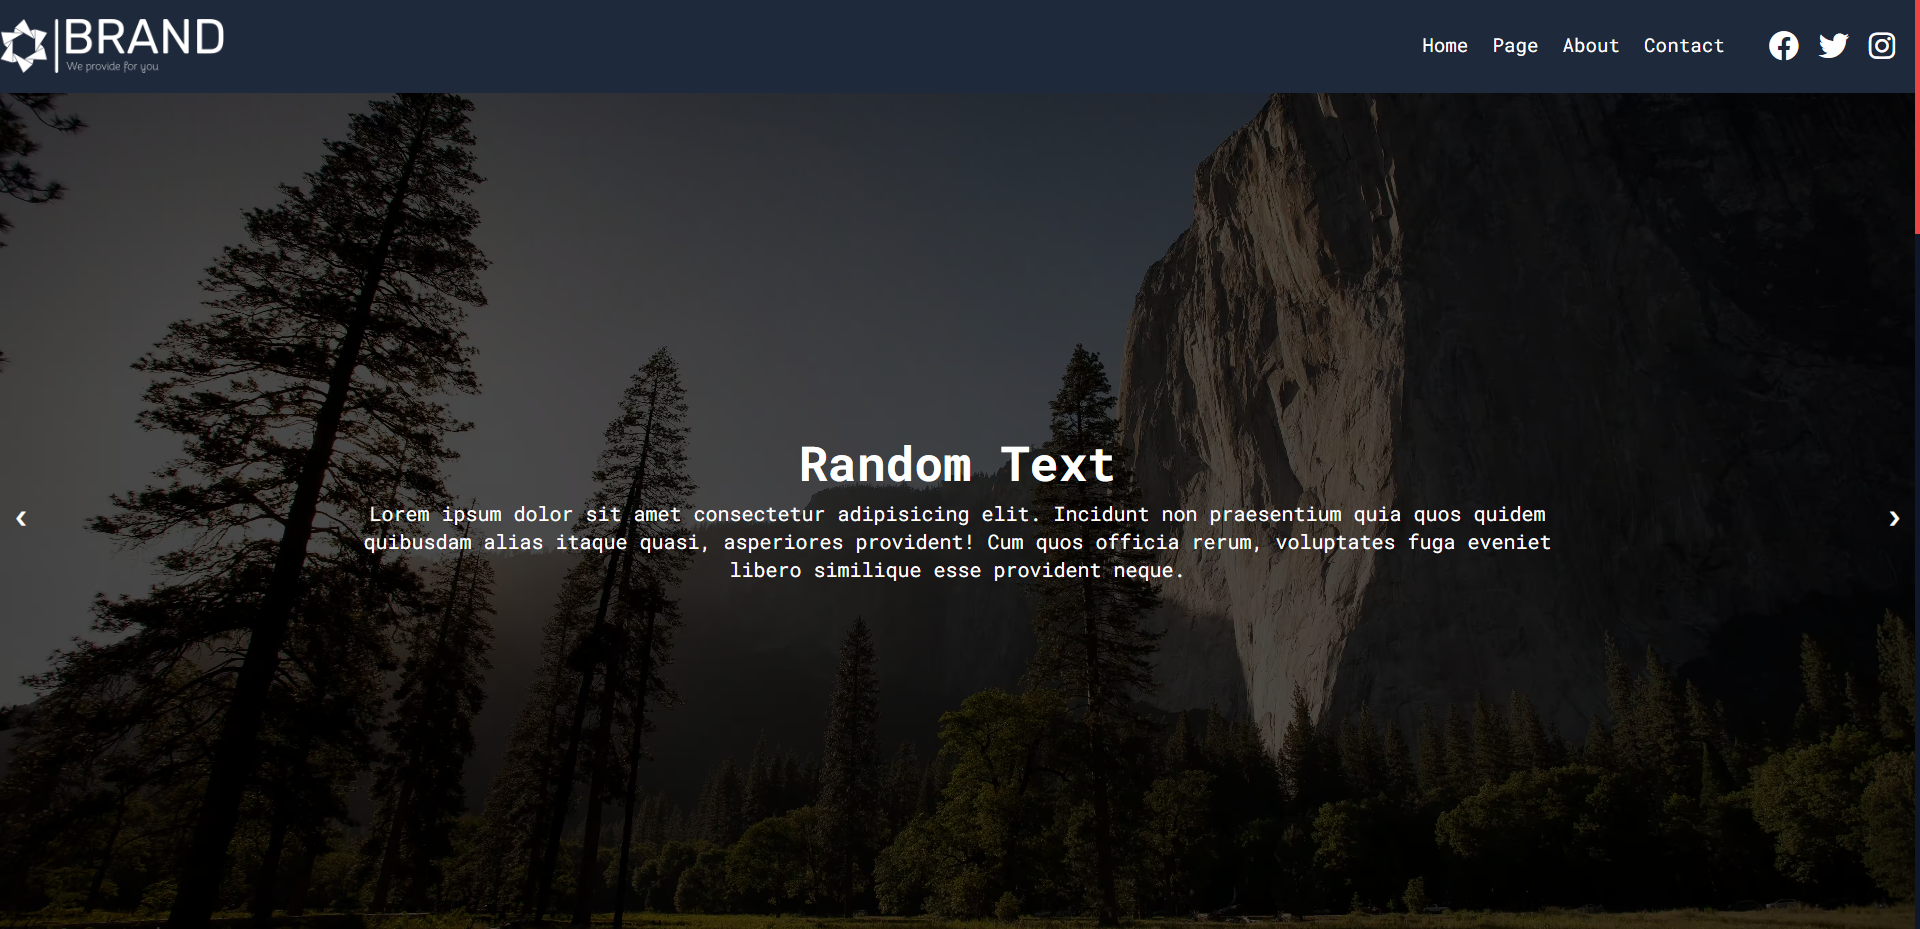 BRAND
We provide for you
Home Page About Contact
Random Text
Lorem ipsum dolor sit amet consectetur adipisicing elit. Incidunt non praesentium quia quos quidem
quibusdam alias itaque quasi, asperiores provident! Cum quos officia rerum, voluptates fuga eveniet
libero similique esse provident neque.